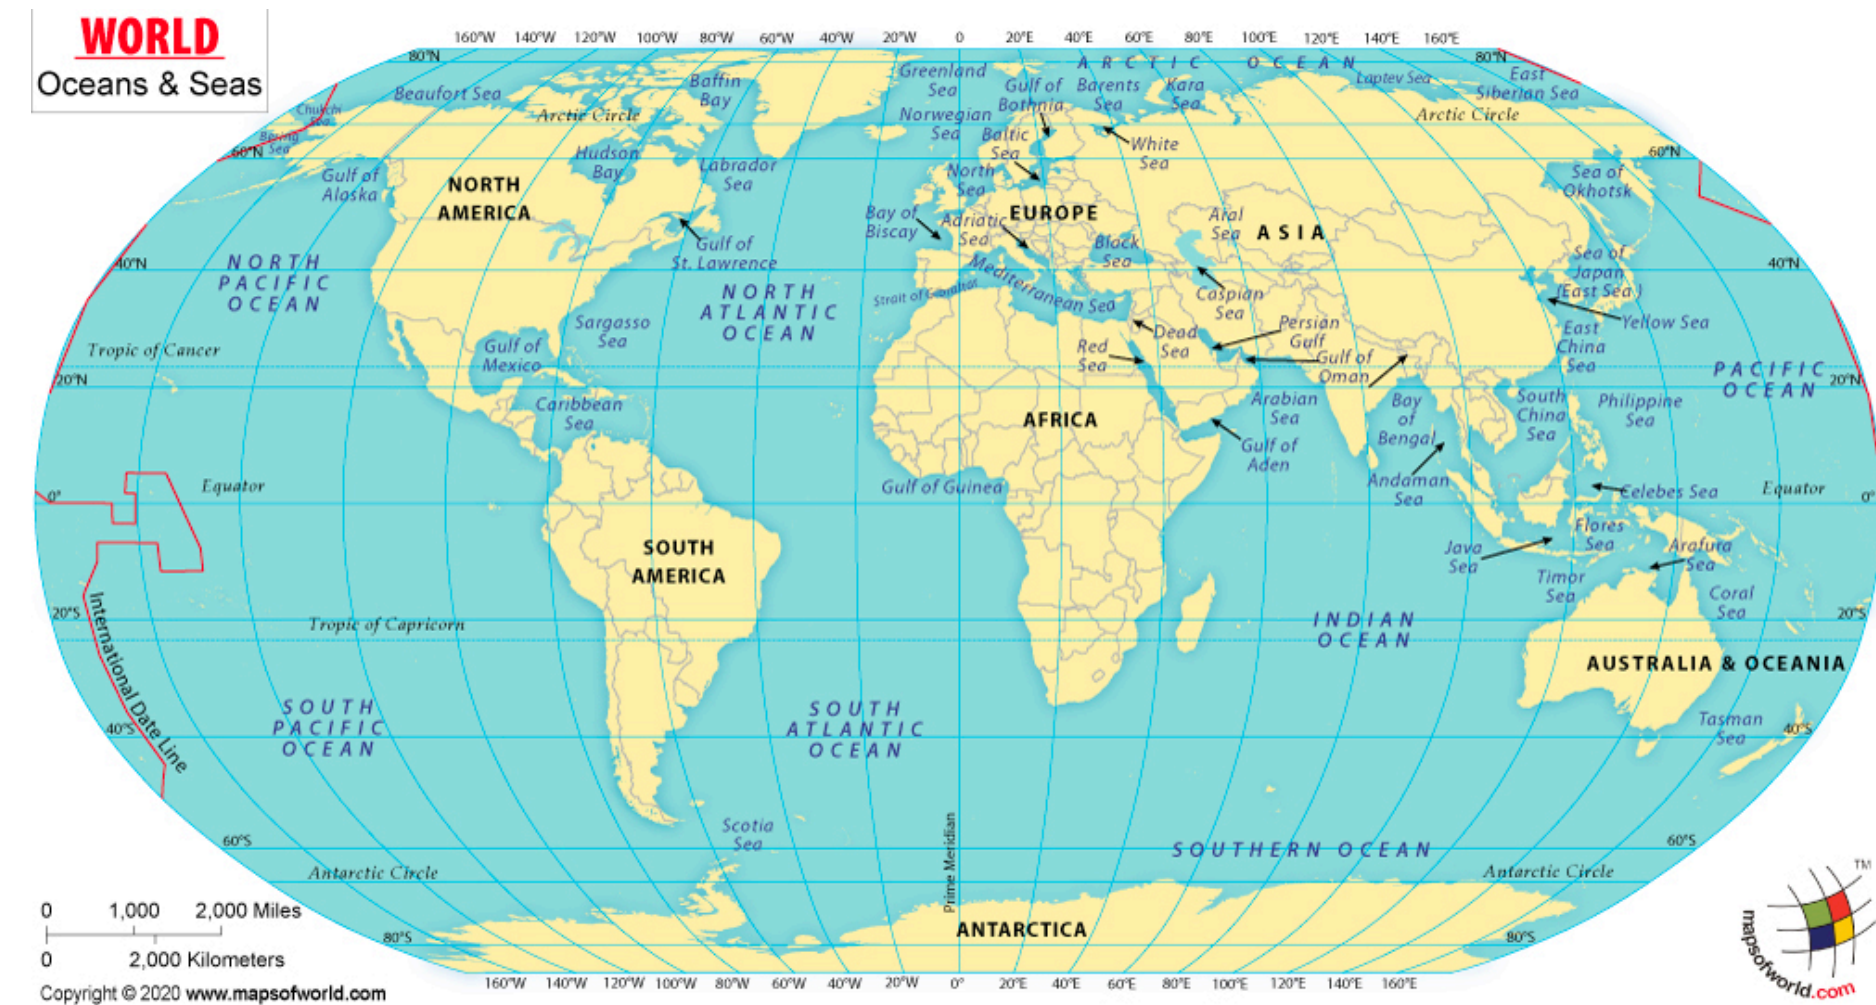 WORLD
Oceans & Seas
160°W 140°W 120°W 100°W 80°W 60°W 40°W 20°W 0 20°E 40°E 60°E 80°E 100°E 120°E 140°E 160°E
80°N
80°N
ARCTIC OCEAN
Greenland
Sea
Baffin
Bay
Beaufort Sea
Chukchi
Sea
Bering
Sea
Arctic Circle
Norwegian
Sea
Gulf of
Bothnia
Barents
Sea
Kara
Sea
Laptev Sea
East
Siberian Sea
Arctic Circle
60°N
60°N
Gulf of
Alaska
Hudson
Bay
Labrador
Sea
Baltic
Sea
White
Sea
North
Sea
Sea of
Okhotsk
NORTH
AMERICA
EUROPE
ASIA
Bay of
Biscay
Adriatic
Sea
Black
Sea
Aral
Sea
Gulf of
St. Lawrence
40°N
40°N
NORTH
PACIFIC
OCEAN
NORTH
ATLANTIC
OCEAN
Strait of Gibraltar
Mediterranean Sea
Caspian
Sea
Sea of
Japan
(East Sea)
Yellow Sea
Sargasso
Sea
Gulf of
Mexico
Tropic of Cancer
Red
Sea
Dead
Sea
Persian
Gulf
Gulf of
Oman
East
China
Sea
PACIFIC
OCEAN
20°N
20°N
Caribbean
Sea
AFRICA
Arabian
Sea
Bay
of
Bengal
South
China
Sea
Philippine
Sea
Gulf of
Aden
Andaman
Sea
Gulf of Guinea
Celebes Sea
Equator
Equator
0°
0°
SOUTH
AMERICA
Java
Sea
Flores
Sea
Arafura
Sea
Timor
Sea
Coral
Sea
20°S
20°S
Tropic of Capricorn
INDIAN
OCEAN
AUSTRALIA & OCEANIA
International Date Line
SOUTH
PACIFIC
OCEAN
SOUTH
ATLANTIC
OCEAN
Tasman
Sea
40°S
40°S
Scotia
Sea
Prime Meridian
SOUTHERN OCEAN
60°S
60°S
Antarctic Circle
Antarctic Circle
ANTARCTICA
80°S
80°S
160°W 140°W 120°W 100°W 80°W 60°W 40°W 20°W 0° 20°E 40°E 60°E 80°E 100°E 120°E 140°E 160°E
0 1,000 2,000 Miles
0 2,000 Kilometers
Copyright © 2020 www.mapsofworld.com
TM
mapsofworld.com